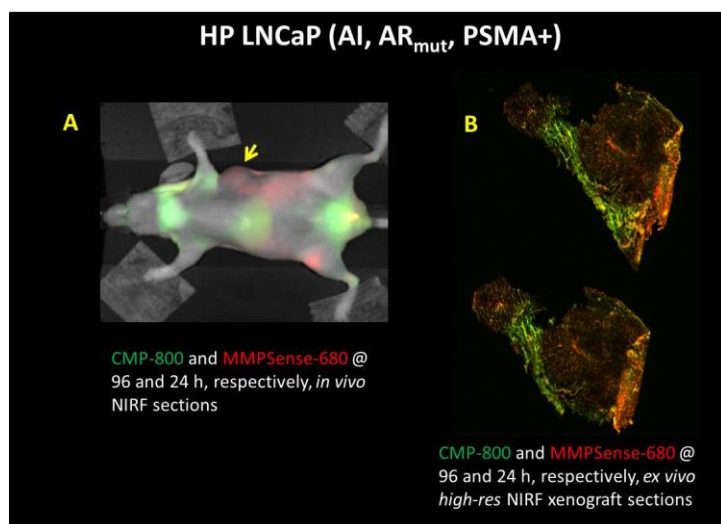 HP LNCaP (AI, ARmut, PSMA+)
A
B
CMP-800 and MMPSense-680 @
96 and 24 h, respectively, in vivo
NIRF sections
CMP-800 and MMPSense-680 @
96 and 24 h, respectively, ex vivo
high-res NIRF xenograft sections